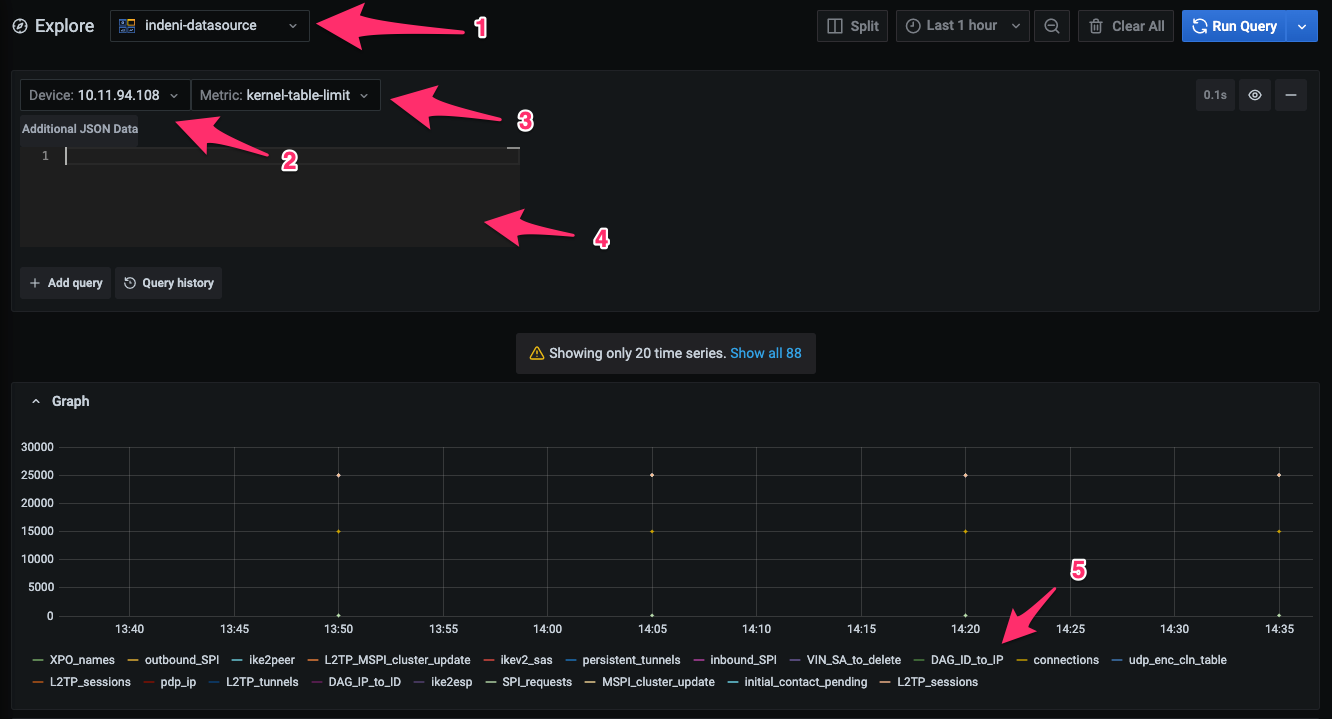 Explore indeni-datasource 1 Split Last 1 hour Clear All Run Query
Device: 10.11.94.108 Metric: kernel-table-limit 3 0.1s
Additional JSON Data
1 2
4
+ Add query Query history
Showing only 20 time series. Show all 88
Graph
30000
25000
20000
15000
10000
5000
0
5
13:40 13:45 13:50 13:55 14:00 14:05 14:10 14:15 14:20 14:25 14:30 14:35
XPO_names outbound_SPI ike2peer L2TP_MSPI_cluster_update ikev2_sas persistent_tunnels inbound_SPI VIN_SA_to_delete DAG_ID_to_IP connections udp_enc_cln_table
L2TP_sessions pdp_ip L2TP_tunnels DAG_IP_to_ID ike2esp SPI_requests MSPI_cluster_update initial_contact_pending L2TP_sessions